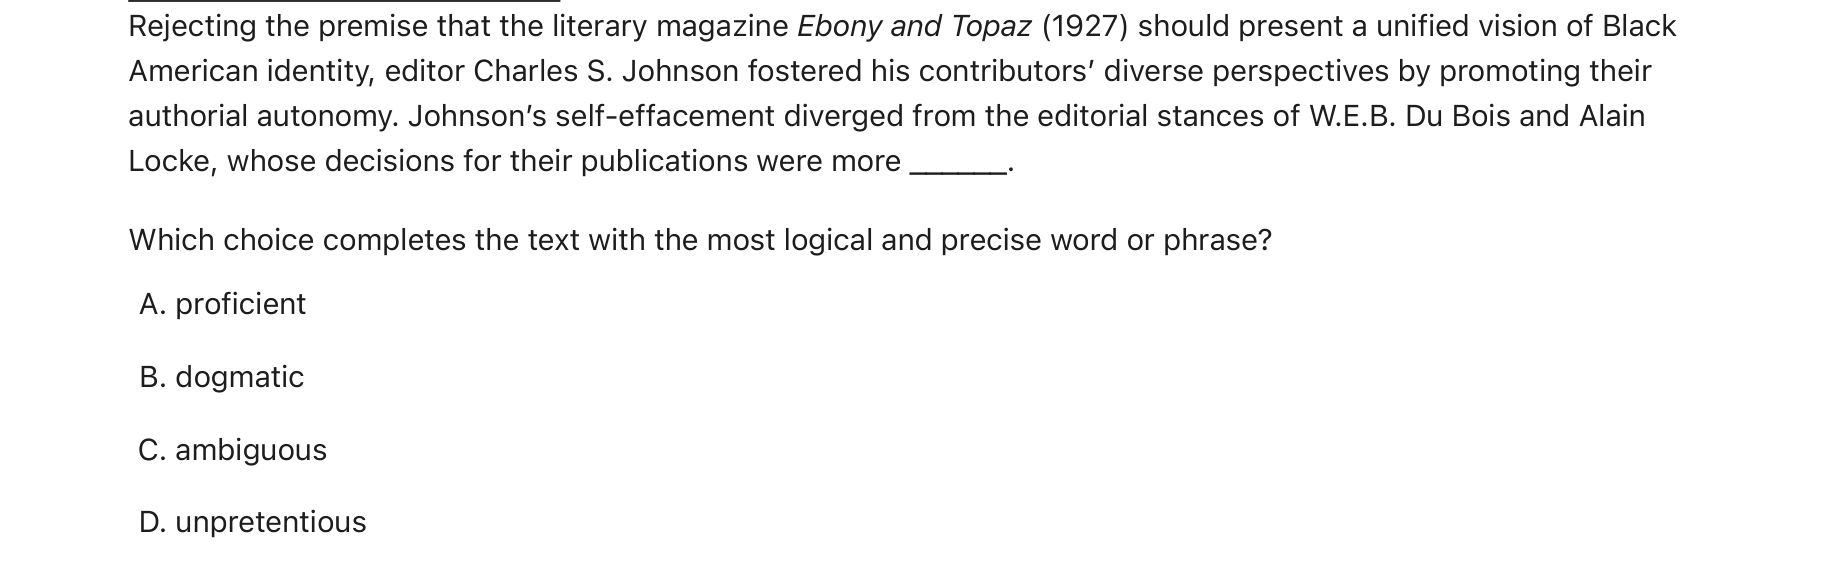 Rejecting the premise that the literary magazine Ebony and Topaz (1927) should present a unified vision of Black
American identity, editor Charles S. Johnson fostered his contributors’ diverse perspectives by promoting their
authorial autonomy. Johnson’s self-effacement diverged from the editorial stances of W.E.B. Du Bois and Alain
Locke, whose decisions for their publications were more ______.
Which choice completes the text with the most logical and precise word or phrase?
A. proficient
B. dogmatic
C. ambiguous
D. unpretentious